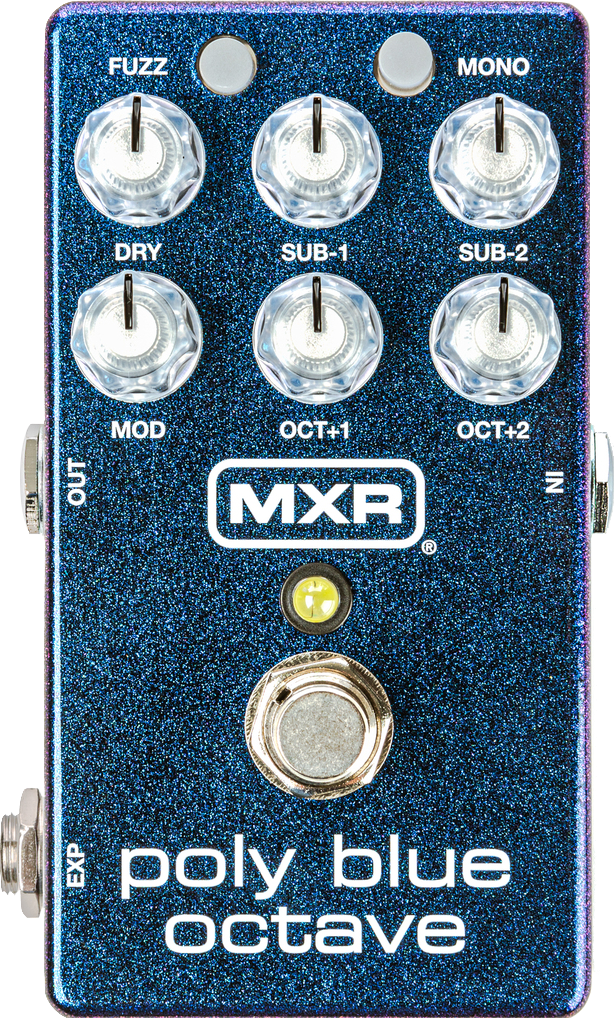 FUZZ MONO
DRY SUB-1 SUB-2
MOD OCT+1 OCT+2
OUT
IN
MXR®
EXP
poly blue
octave